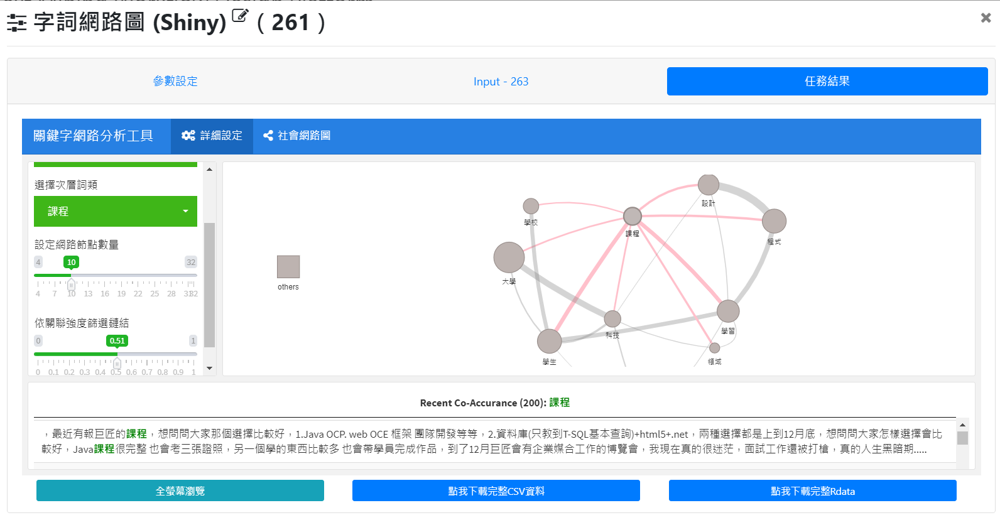 字詞網路圖 (Shiny) ( 261 )
參數設定
Input - 263
任務結果
關鍵字網路分析工具
詳細設定
社會網路圖
選擇次層詞類
課程
設定網路節點數量
4
10
32
4 7 10 13 16 19 22 25 28 31 32
依關聯強度篩選鏈結
0
0.51
1
0 0.1 0.2 0.3 0.4 0.5 0.6 0.7 0.8 0.9 1
others
設計
學校
課程
程式
大學
科技
學習
學生
領域
Recent Co-Accurance (200): 課程
，最近有報巨匠的課程，想問問大家那個選擇比較好，1.Java OCP. web OCE 框架 團隊開發等等，2.資料庫(只教到T-SQL基本查詢)+html5+.net，兩種選擇都是上到12月底，想問問大家怎樣選擇會比
較好，Java課程很完整 也會考三張證照，另一個學的東西比較多 也會帶學員完成作品，到了12月巨匠會有企業媒合工作的博覽會，我現在真的很迷茫，面試工作還被打槍，真的人生黑暗期.....
全螢幕瀏覽
點我下載完整CSV資料
點我下載完整Rdata